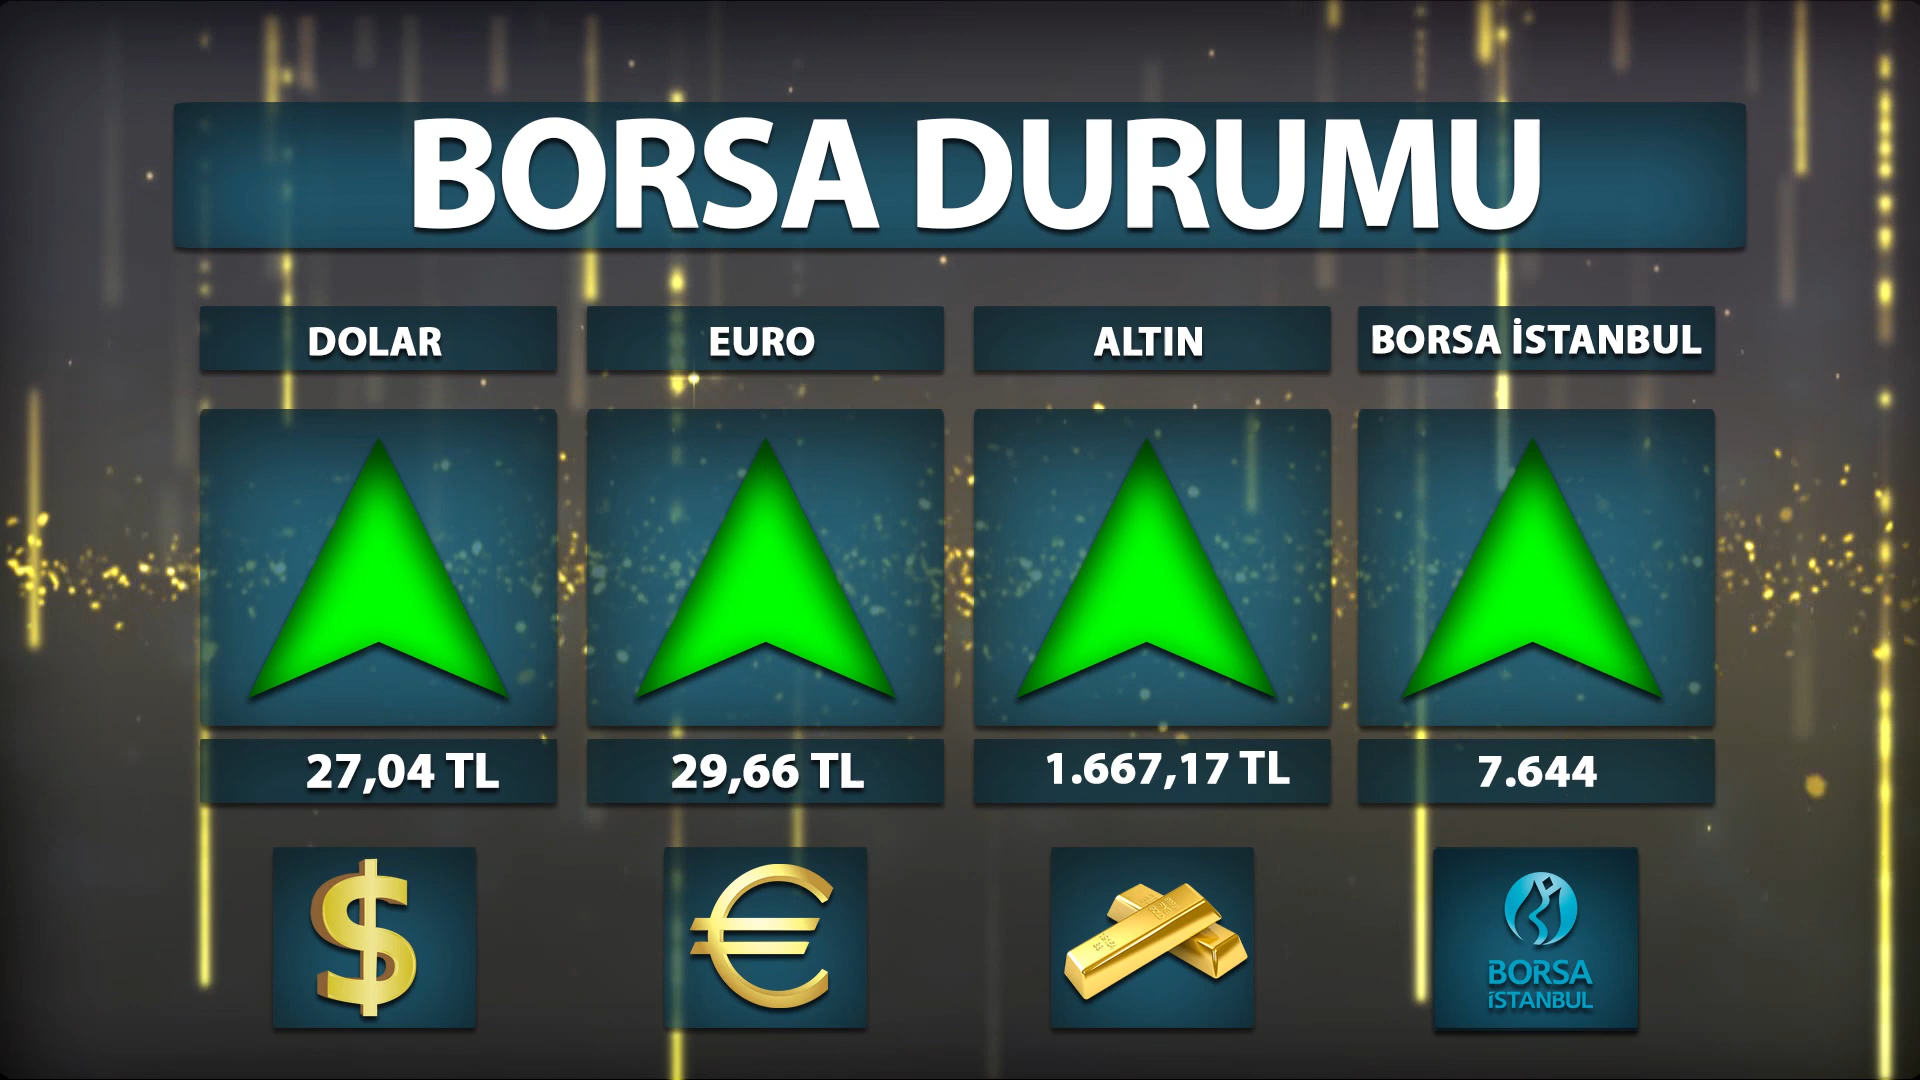 BORSA DURUMU
DOLAR
EURO
ALTIN
BORSA İSTANBUL
27,04 TL
29,66 TL
1.667,17 TL
7.644
$
€
BORSA
İSTANBUL